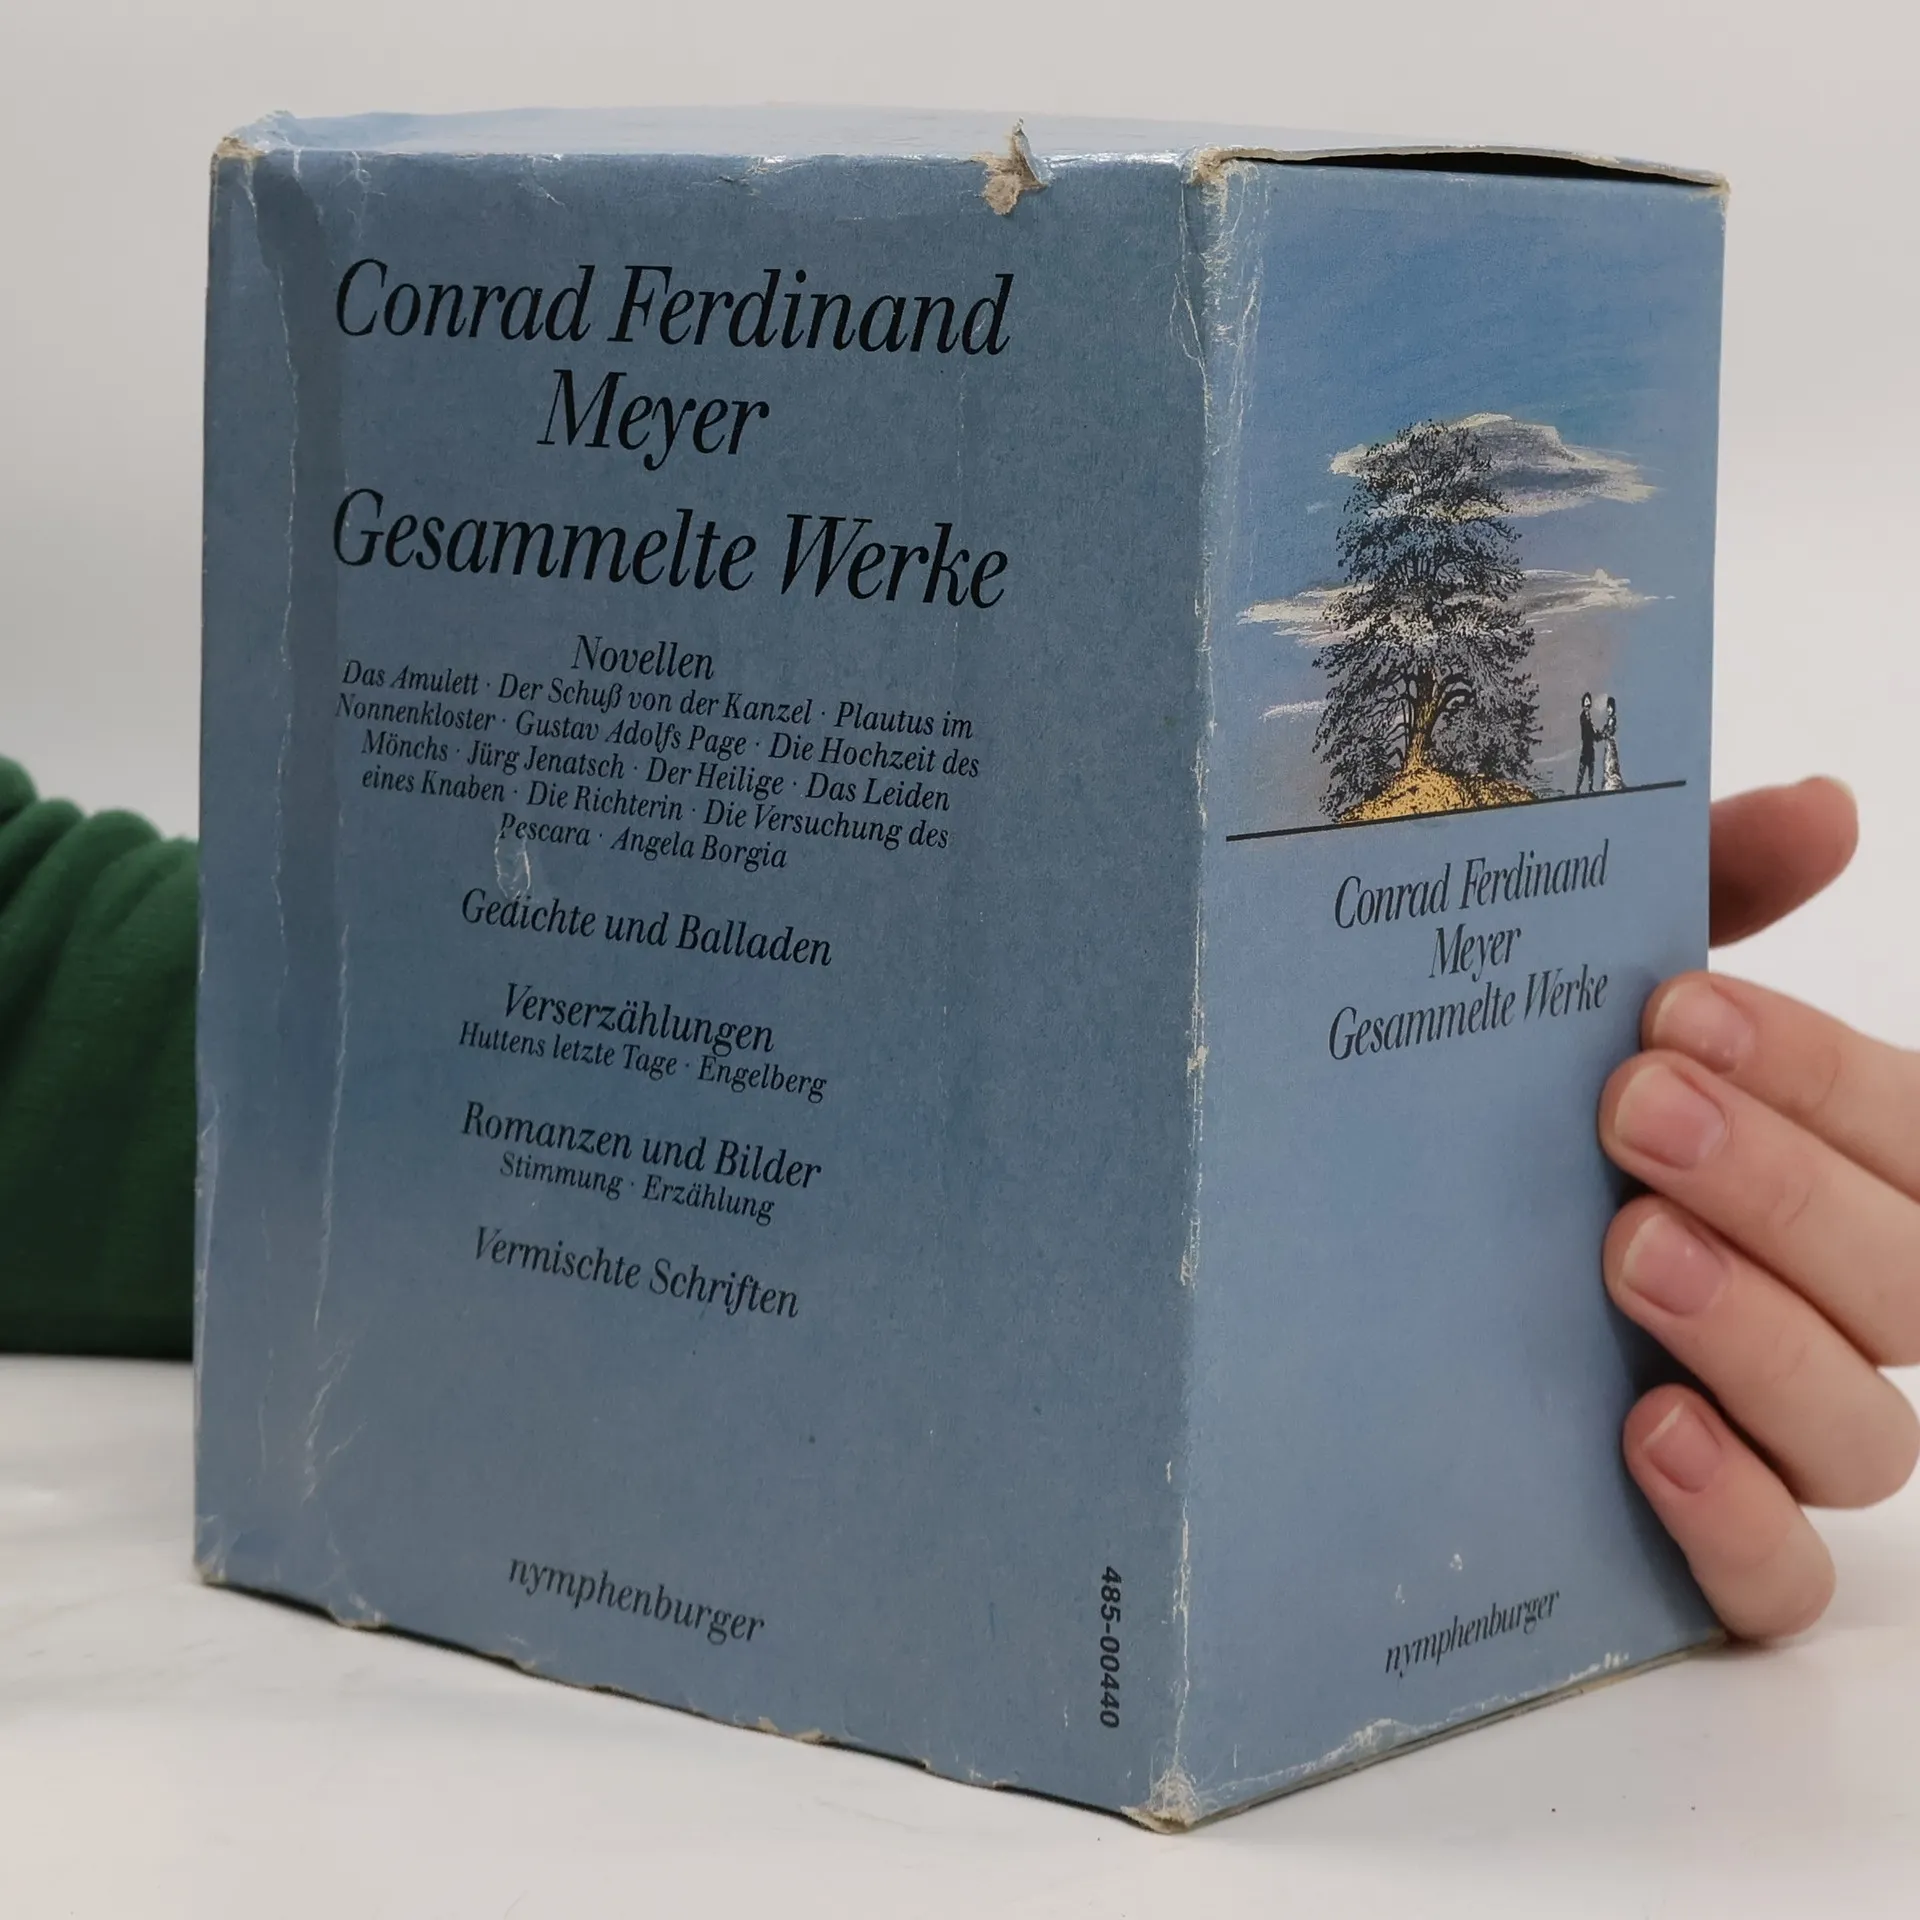 Conrad Ferdinand
Meyer
Gesammelte Werke
Novellen
Das Amulett · Der Schuß von der Kanzel · Plautus im
Nonnenkloster · Gustav Adolfs Page · Die Hochzeit des
Mönchs · Jürg Jenatsch · Der Heilige · Das Leiden
eines Knaben · Die Richterin · Die Versuchung des
Pescara · Angela Borgia
Gedichte und Balladen
Verserzählungen
Huttens letzte Tage · Engelberg
Romanzen und Bilder
Stimmung · Erzählung
Vermischte Schriften
nymphenburger
485-00440
Conrad Ferdinand
Meyer
Gesammelte Werke
nymphenburger